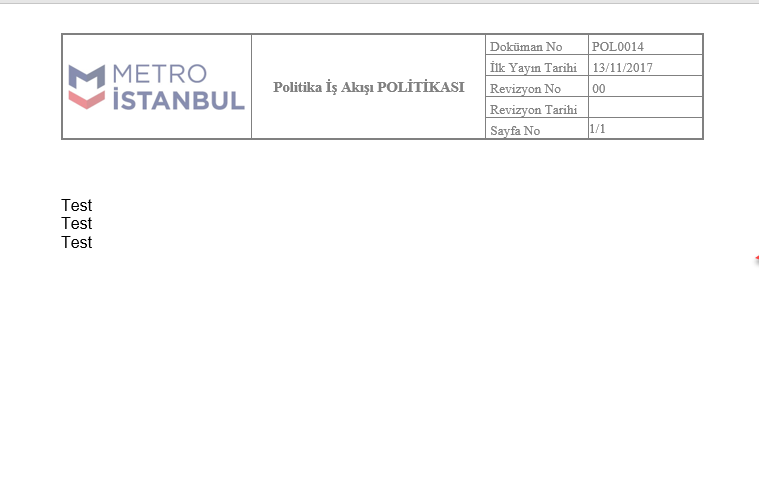 METRO
İSTANBUL
Politika İş Akışı POLİTİKASI
Doküman No POL0014
İlk Yayın Tarihi 13/11/2017
Revizyon No 00
Revizyon Tarihi
Sayfa No 1/1
Test
Test
Test